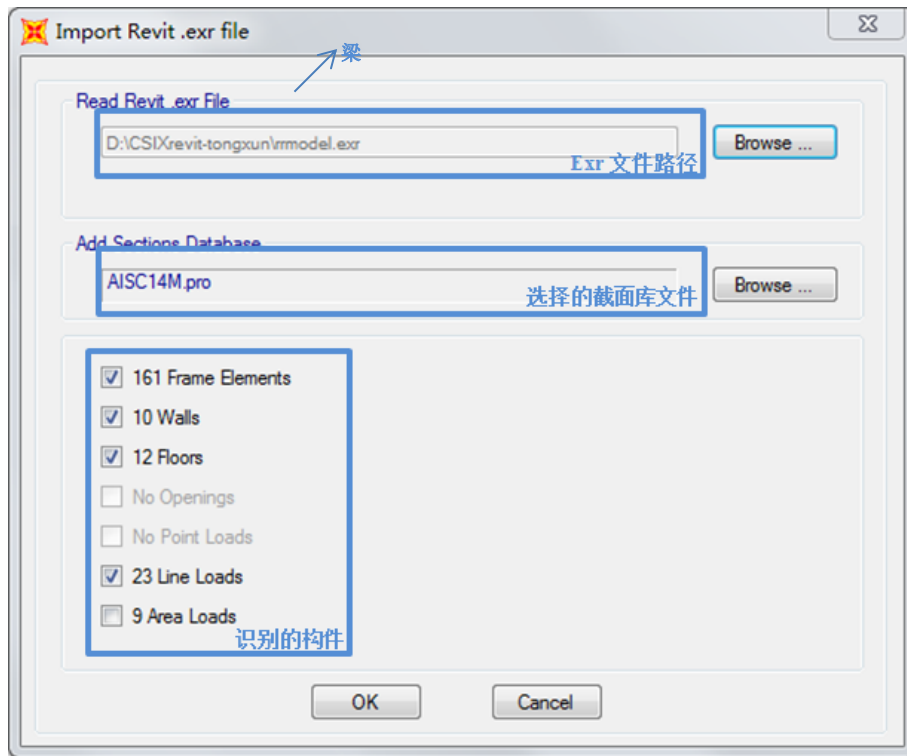 Import Revit .exr file
梁
Read Revit .exr File
D:\CSIXrevit-tongxun\rrmodel.exr
Browse ...
Exr 文件路径
Add Sections Database
AISC14M.pro
Browse ...
选择的截面库文件
161 Frame Elements
10 Walls
12 Floors
No Openings
No Point Loads
23 Line Loads
9 Area Loads
识别的构件
OK
Cancel